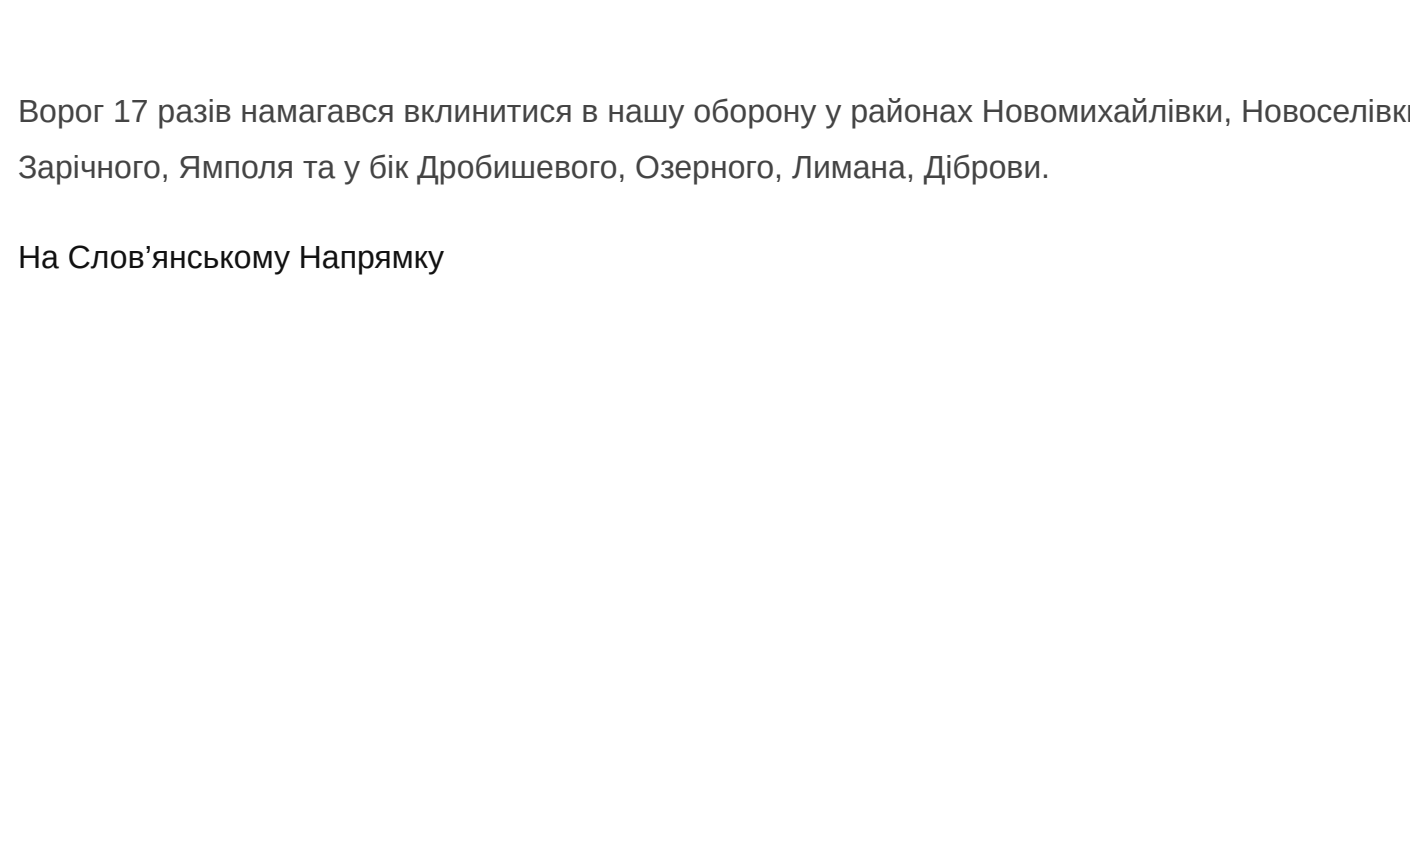 Ворог 17 разів намагався вклинитися в нашу оборону у районах Новомихайлівки,
Зарічного, Ямполя та у бік Дробишевого, Озерного, Лимана, Діброви.
На Слов’янському Напрямку